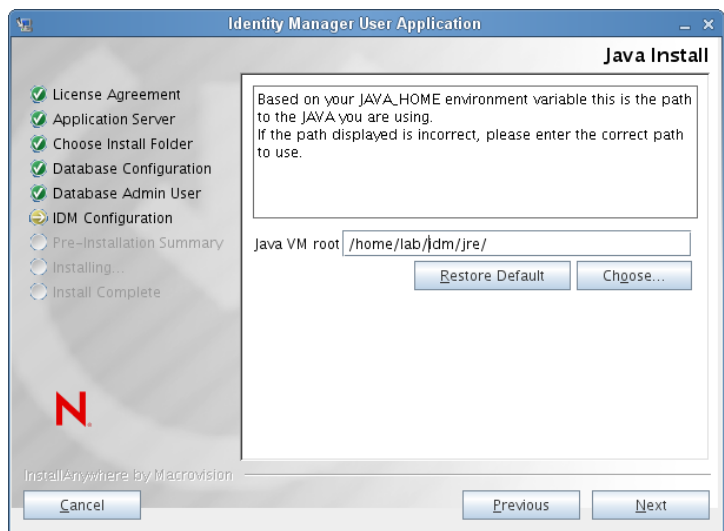 Identity Manager User Application
Java Install
License Agreement
Application Server
Choose Install Folder
Database Configuration
Database Admin User
IDM Configuration
Pre-Installation Summary
Installing...
Install Complete
Based on your JAVA_HOME environment variable this is the path
to the JAVA you are using.
If the path displayed is incorrect, please enter the correct path
to use.
Java VM root /home/lab/idm/jre/
Restore Default Choose...
N
InstallAnywhere by Macrovision
Cancel Previous Next